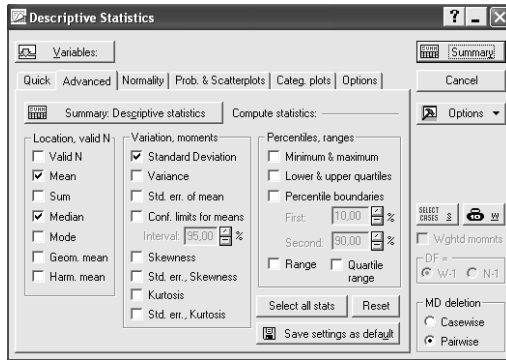 Descriptive Statistics
Variables:
Summary
Quick Advanced Normality Prob. & Scatterplots Categ. plots Options
Cancel
Summary: Descriptive statistics Compute statistics:
Options
Location, valid N
Valid N
Mean
Sum
Median
Mode
Geom. mean
Harm. mean
Variation, moments
Standard Deviation
Variance
Std. err. of mean
Conf. limits for means
Interval: 95,00 %
Skewness
Std. err., Skewness
Kurtosis
Std. err., Kurtosis
Percentiles, ranges
Minimum & maximum
Lower & upper quartiles
Percentile boundaries
First: 10,00 %
Second: 90,00 %
Range
Quartile
range
Select all stats Reset
Save settings as default
SELECT
CASES S W
Wghtd momnts
DF =
W-1 N-1
MD deletion
Casewise
Pairwise